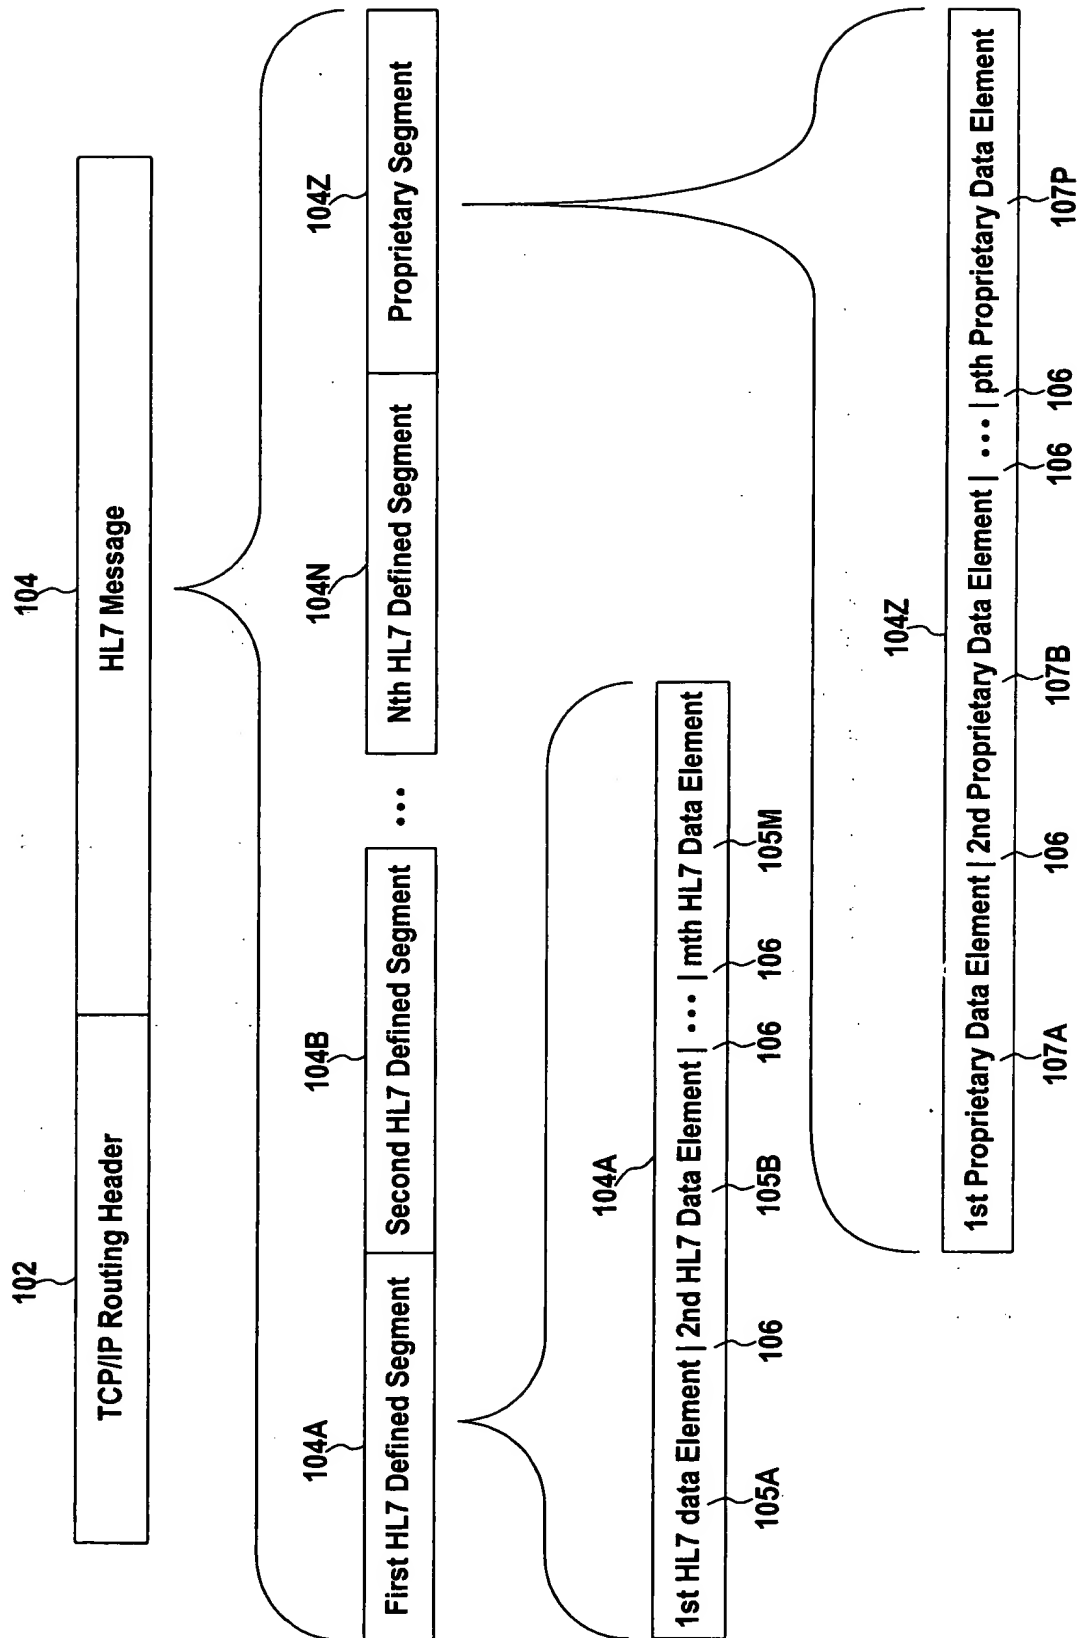 102
104
TCP/IP Routing Header
HL7 Message
104A
104B
104N
104Z
First HL7 Defined Segment
Second HL7 Defined Segment
•••
Nth HL7 Defined Segment
Proprietary Segment
104A
1st HL7 data Element | 2nd HL7 Data Element | ••• | mth HL7 Data Element
105A
106
105B
106
106
105M
104Z
1st Proprietary Data Element | 2nd Proprietary Data Element | ••• | pth Proprietary Data Element
107A
106
107B
106
106
107P